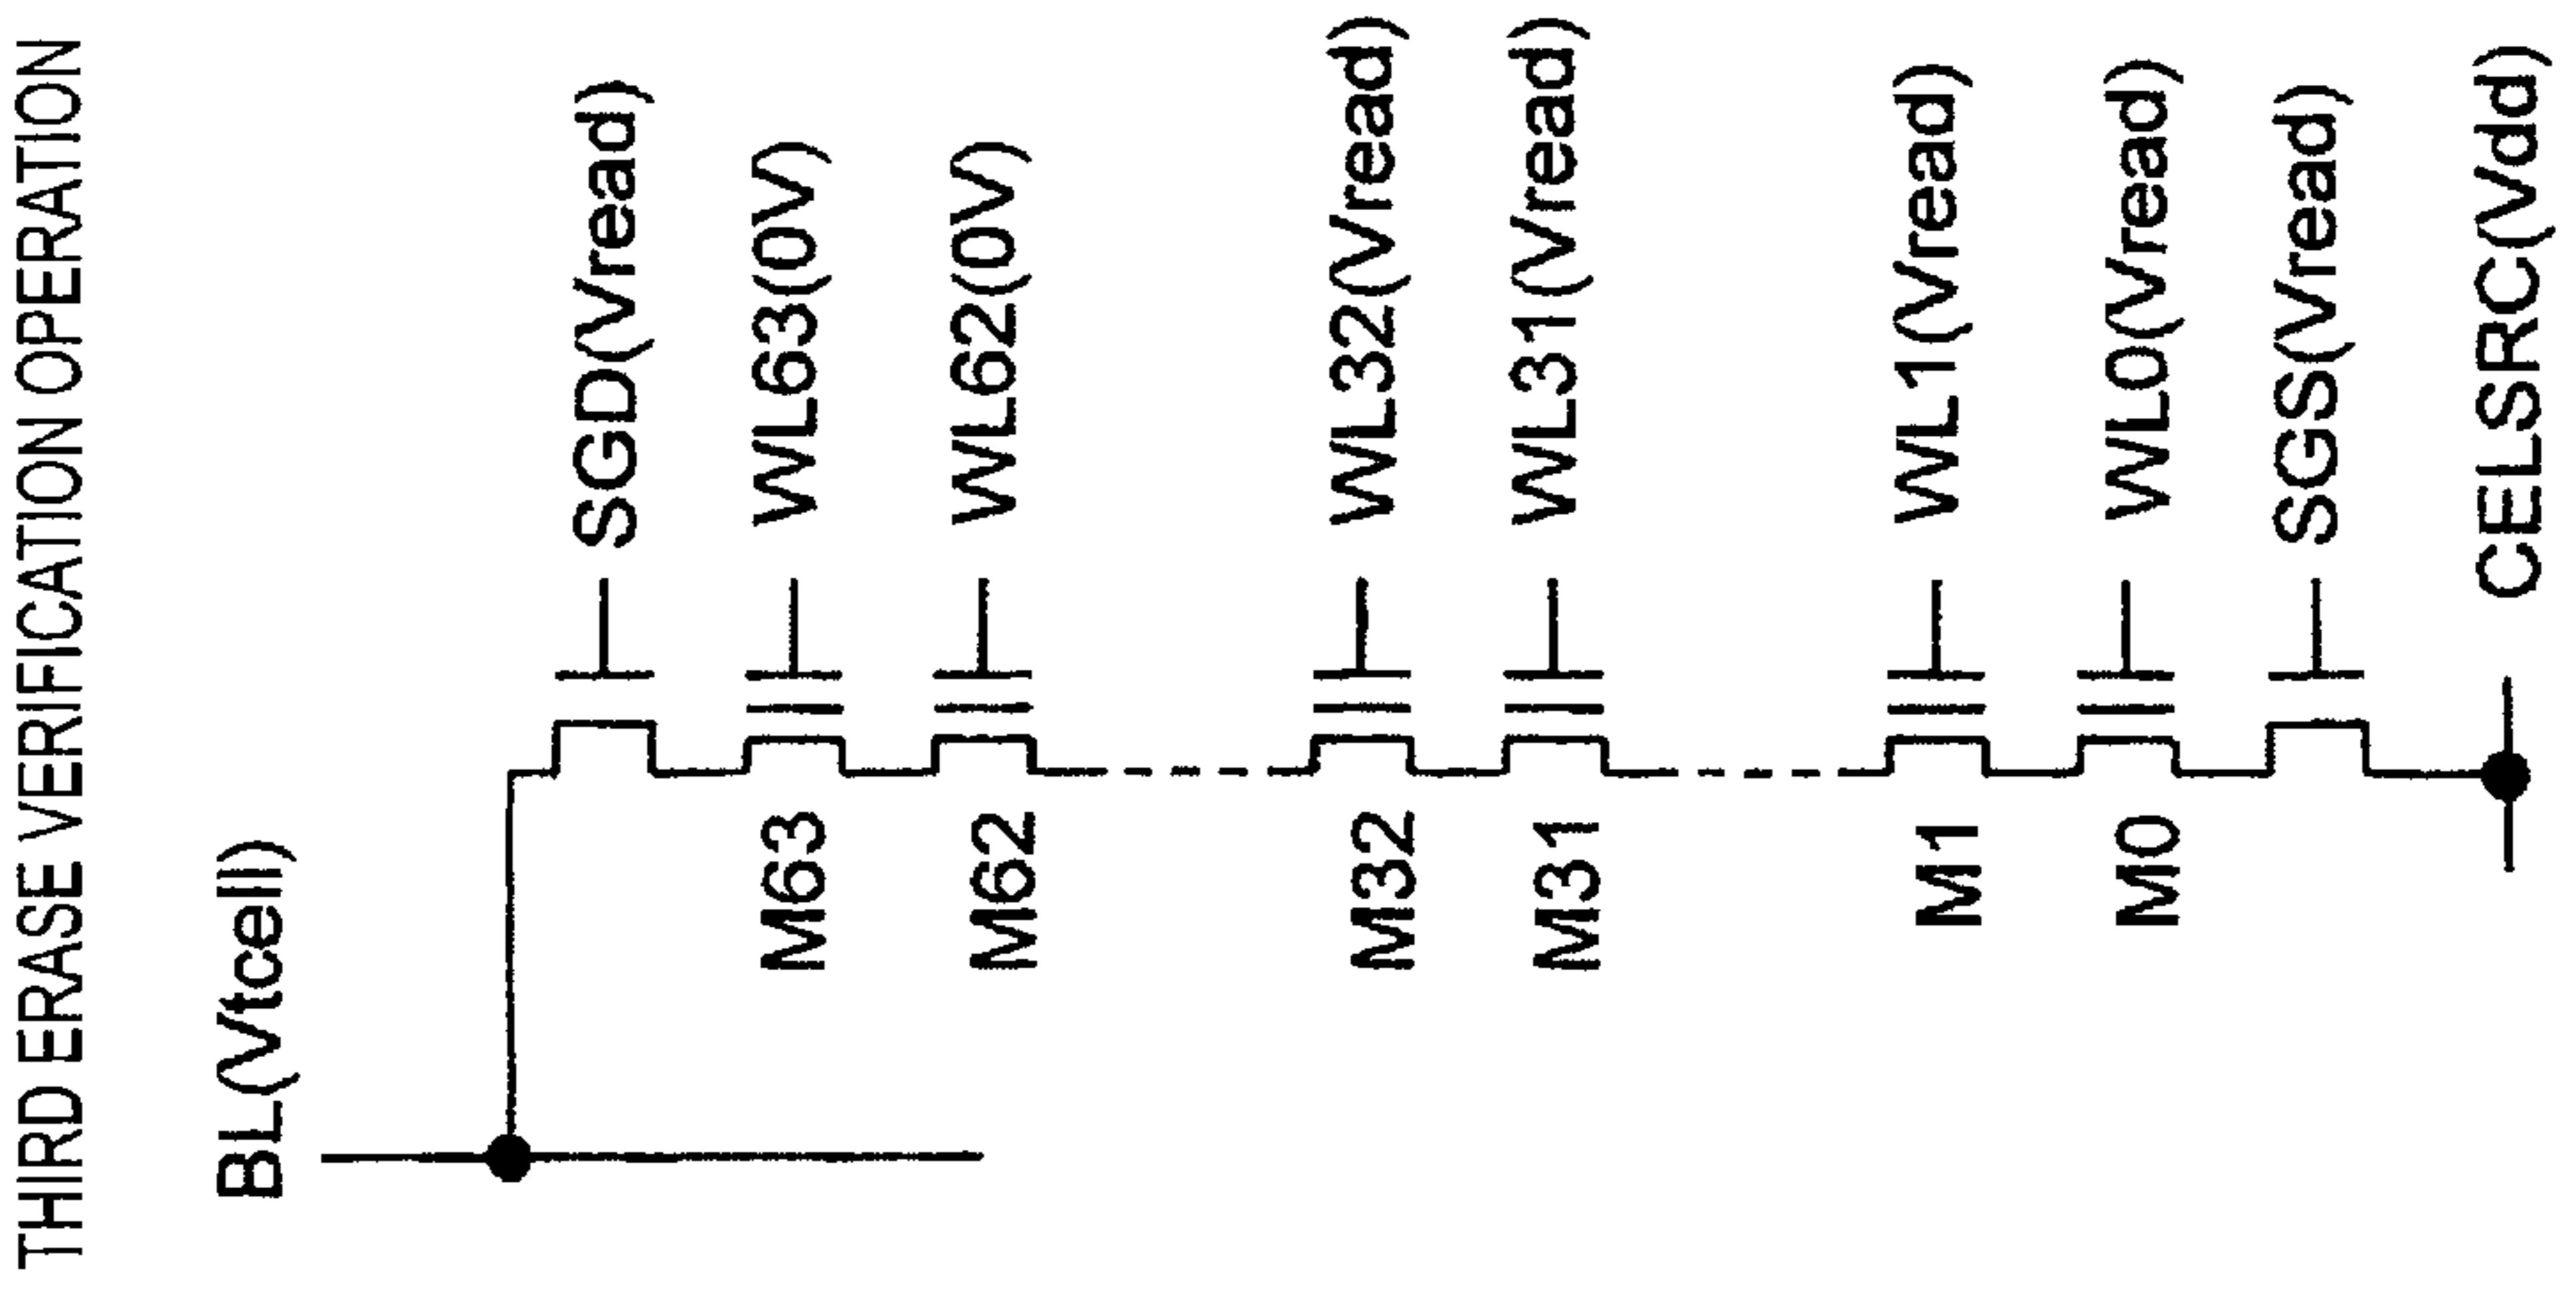 THIRD ERASE VERIFICATION OPERATION
BL(Vtcell)
SGD(Vread)
M63
WL63(0V)
M62
WL62(0V)
M32
WL32(Vread)
M31
WL31(Vread)
M1
WL1(Vread)
M0
WL0(Vread)
SGS(Vread)
CELSRC(Vdd)